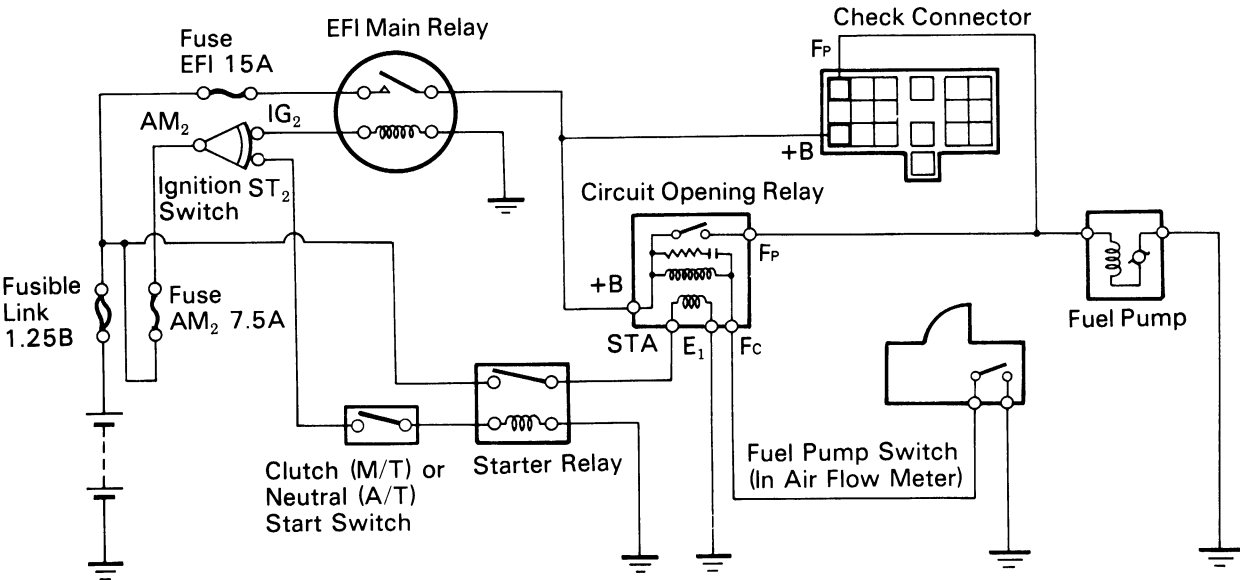 Check Connector
EFI Main Relay
Fuse
EFI 15A
FP
AM2
IG2
+B
Ignition
Switch
ST2
Circuit Opening Relay
FP
+B
Fusible
Link
1.25B
Fuse
AM2 7.5A
STA
E1
FC
Fuel Pump
Clutch (M/T) or
Neutral (A/T)
Start Switch
Starter Relay
Fuel Pump Switch
(In Air Flow Meter)